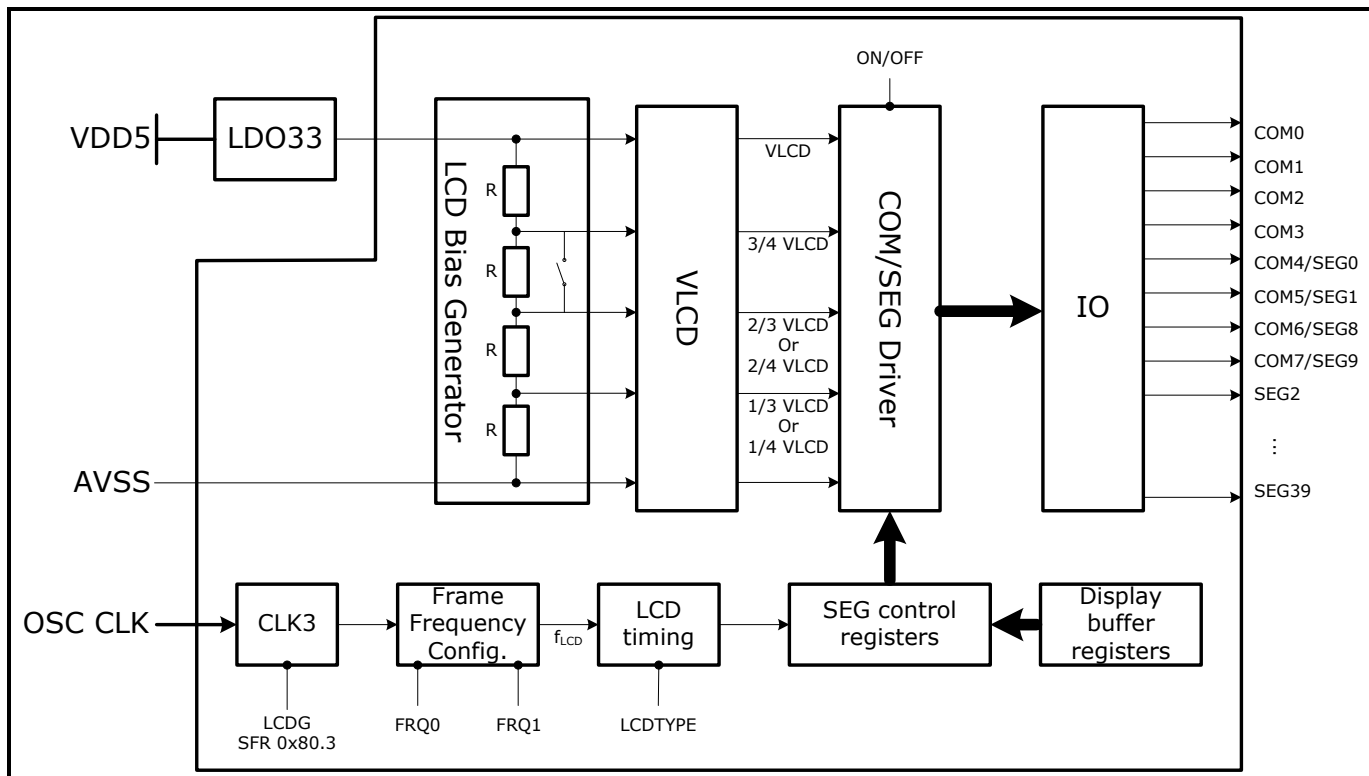 ON/OFF
VDD5
LDO33
LCD Bias Generator
R
R
R
R
VLCD
VLCD
3/4 VLCD
2/3 VLCD
Or
2/4 VLCD
1/3 VLCD
Or
1/4 VLCD
COM/SEG Driver
IO
COM0
COM1
COM2
COM3
COM4/SEG0
COM5/SEG1
COM6/SEG8
COM7/SEG9
SEG2
...
SEG39
AVSS
OSC CLK
CLK3
Frame
Frequency
Config.
fLCD
LCD
timing
SEG control
registers
Display
buffer
registers
LCDG
SFR 0x80.3
FRQ0
FRQ1
LCDTYPE